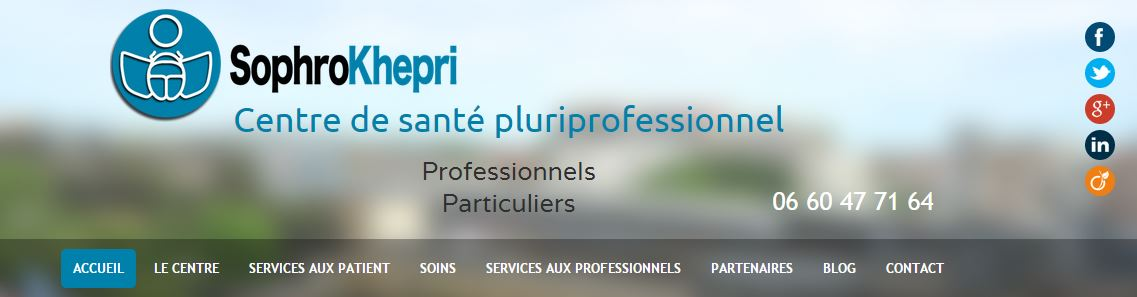 SophroKhepri
Centre de santé pluriprofessionnel
Professionnels
Particuliers
06 60 47 71 64
ACCUEIL LE CENTRE SERVICES AUX PATIENT SOINS SERVICES AUX PROFESSIONNELS PARTENAIRES BLOG CONTACT